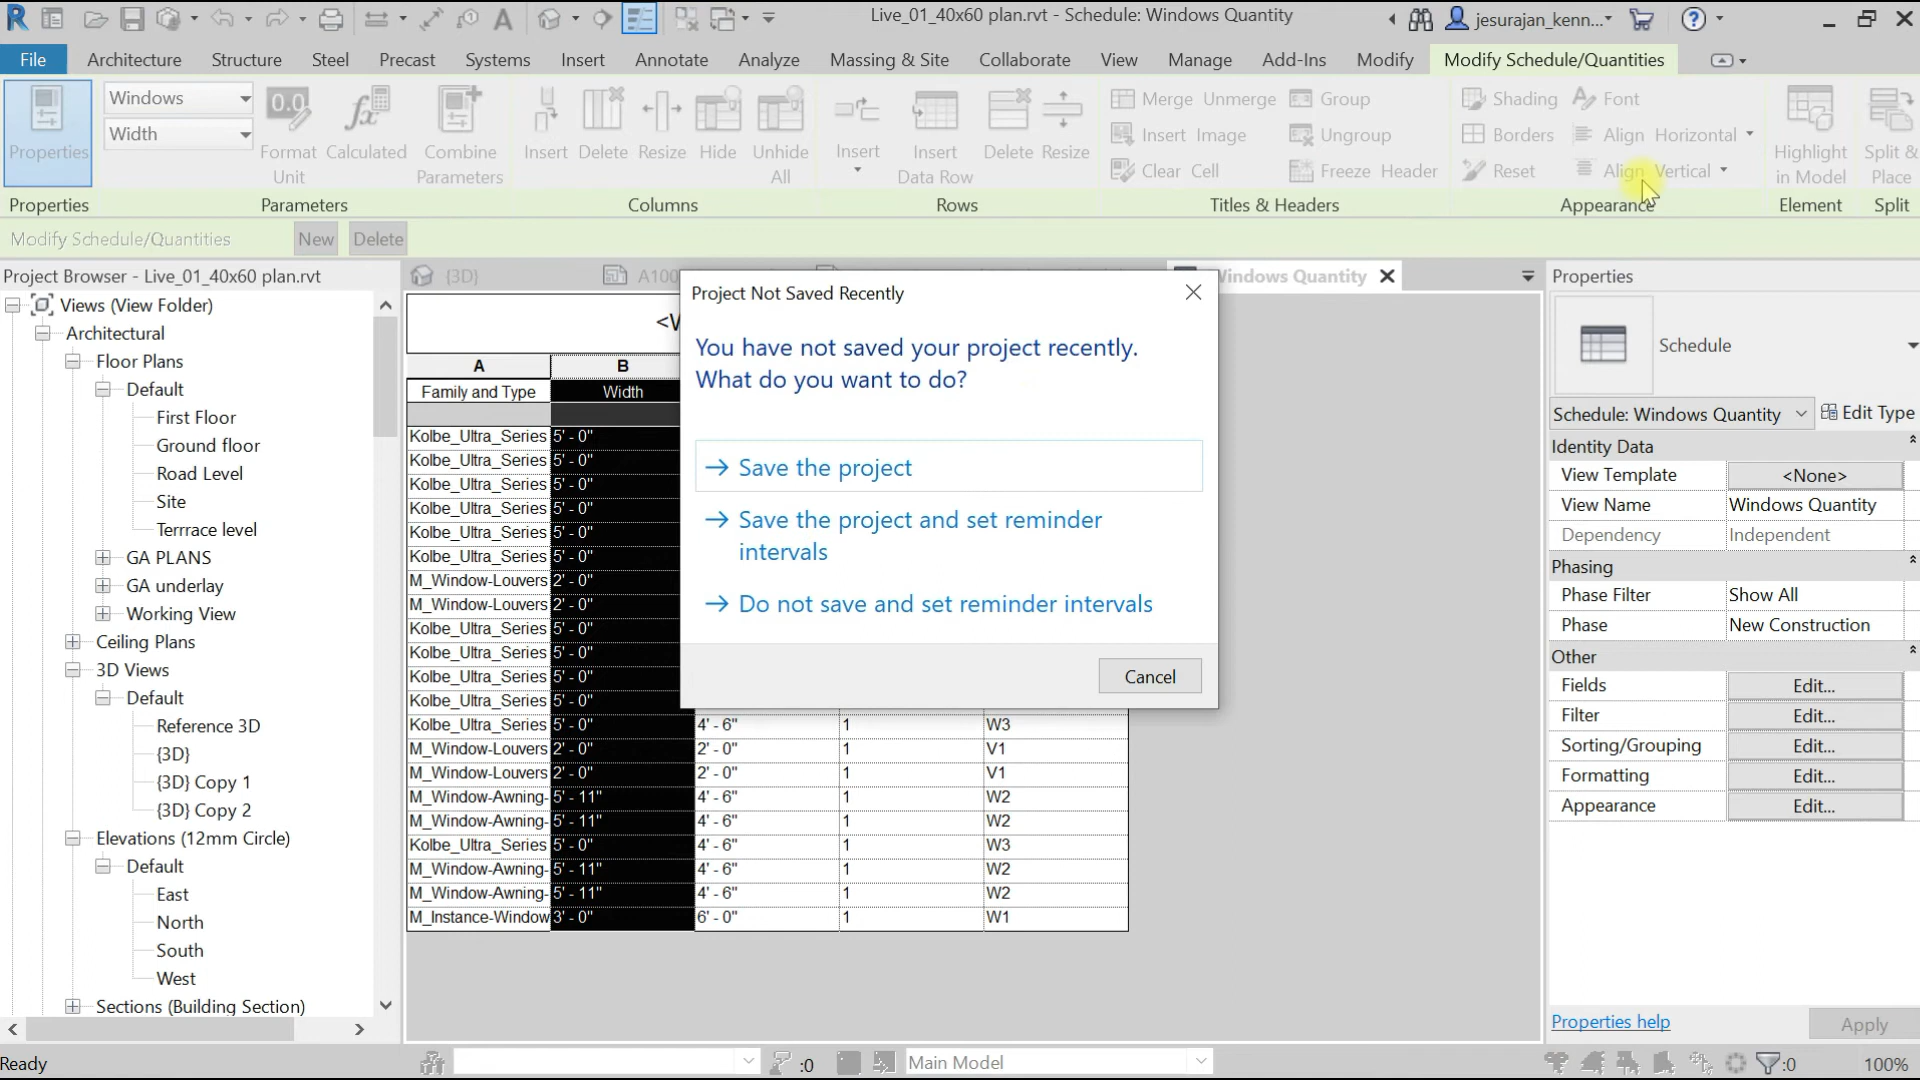 Live_01_40x60 plan.rvt - Schedule: Windows Quantity
jesurajan_kenn...
File Architecture Structure Steel Precast Systems Insert Annotate Analyze Massing & Site Collaborate View Manage Add-Ins Modify Modify Schedule/Quantities
Properties
Windows
Width
Format Unit
Calculated
Combine Parameters
Insert Delete Resize Hide Unhide All
Insert
Insert Data Row
Delete Resize
Merge Unmerge
Insert Image
Clear Cell
Group
Ungroup
Freeze Header
Shading
Borders
Reset
Font
Align Horizontal
Align Vertical
Highlight in Model
Split & Place
Properties Parameters Columns Rows Titles & Headers Appearance Element Split
Modify Schedule/Quantities New Delete
Project Browser - Live_01_40x60 plan.rvt
Views (View Folder)
Architectural
Floor Plans
Default
First Floor
Ground floor
Road Level
Site
Terrrace level
GA PLANS
GA underlay
Working View
Ceiling Plans
3D Views
Default
Reference 3D
{3D}
{3D} Copy 1
{3D} Copy 2
Elevations (12mm Circle)
Default
East
North
South
West
Sections (Building Section)
{3D} A100 Windows Quantity
A B
Family and Type Width
Kolbe_Ultra_Series 5' - 0"
Kolbe_Ultra_Series 5' - 0"
Kolbe_Ultra_Series 5' - 0"
Kolbe_Ultra_Series 5' - 0"
Kolbe_Ultra_Series 5' - 0"
Kolbe_Ultra_Series 5' - 0"
M_Window-Louvers 2' - 0"
M_Window-Louvers 2' - 0"
Kolbe_Ultra_Series 5' - 0"
Kolbe_Ultra_Series 5' - 0"
Kolbe_Ultra_Series 5' - 0"
Kolbe_Ultra_Series 5' - 0"
Kolbe_Ultra_Series 5' - 0" 4' - 6" 1 W3
M_Window-Louvers 2' - 0" 2' - 0" 1 V1
M_Window-Louvers 2' - 0" 2' - 0" 1 V1
M_Window-Awning- 5' - 11" 4' - 6" 1 W2
M_Window-Awning- 5' - 11" 4' - 6" 1 W2
Kolbe_Ultra_Series 5' - 0" 4' - 6" 1 W3
M_Window-Awning- 5' - 11" 4' - 6" 1 W2
M_Window-Awning- 5' - 11" 4' - 6" 1 W2
M_Instance-Window 3' - 0" 6' - 0" 1 W1
Project Not Saved Recently
You have not saved your project recently.
What do you want to do?
Save the project
Save the project and set reminder
intervals
Do not save and set reminder intervals
Cancel
Properties
Schedule
Schedule: Windows Quantity Edit Type
Identity Data
View Template <None>
View Name Windows Quantity
Dependency Independent
Phasing
Phase Filter Show All
Phase New Construction
Other
Fields Edit...
Filter Edit...
Sorting/Grouping Edit...
Formatting Edit...
Appearance Edit...
Properties help Apply
Ready :0 Main Model :0 100%